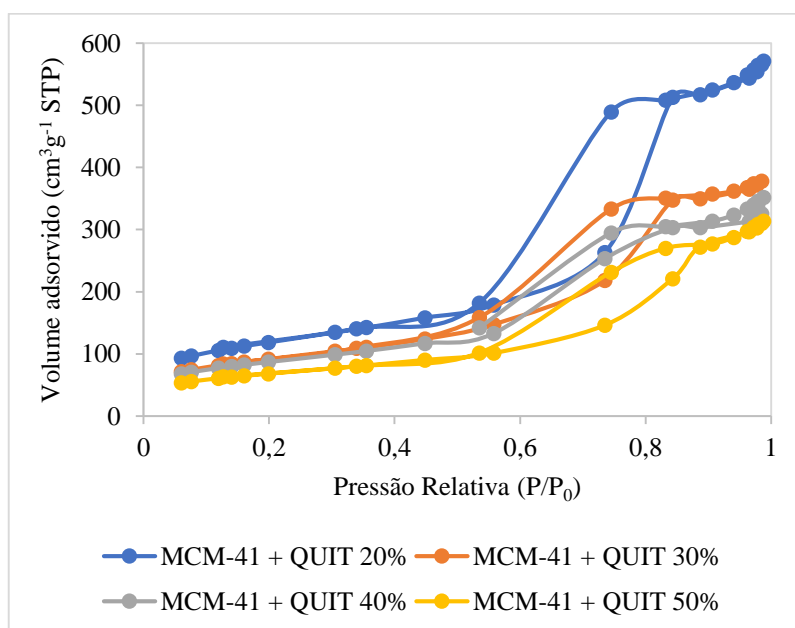 600
500
400
300
200
100
0
Volume adsorvido (cm³g⁻¹ STP)
0 0,2 0,4 0,6 0,8 1
Pressão Relativa (P/P₀)
MCM-41 + QUIT 20% MCM-41 + QUIT 30%
MCM-41 + QUIT 40% MCM-41 + QUIT 50%